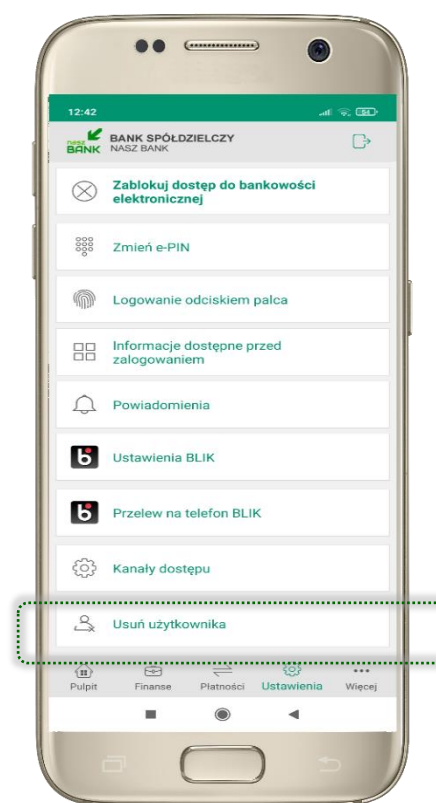 12:42
54
nasz
BANK
BANK SPÓŁDZIELCZY
NASZ BANK
Zablokuj dostęp do bankowości
elektronicznej
Zmień e-PIN
Logowanie odciskiem palca
Informacje dostępne przed
zalogowaniem
Powiadomienia
Ustawienia BLIK
Przelew na telefon BLIK
Kanały dostępu
Usuń użytkownika
Pulpit Finanse Płatności Ustawienia Więcej